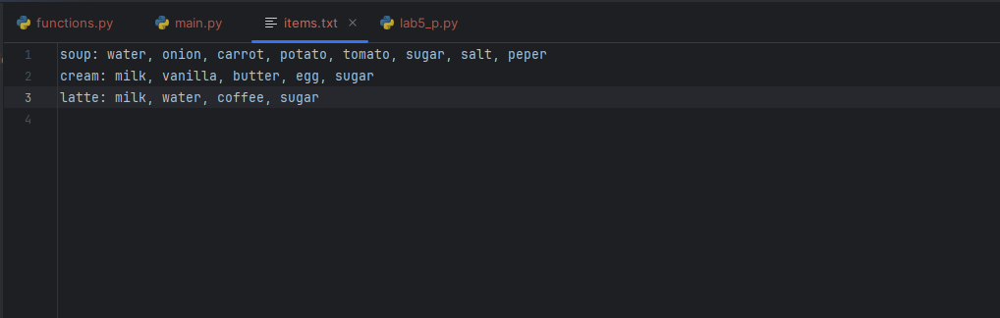 functions.py main.py items.txt lab5_p.py
1 soup: water, onion, carrot, potato, tomato, sugar, salt, peper
2 cream: milk, vanilla, butter, egg, sugar
3 latte: milk, water, coffee, sugar
4